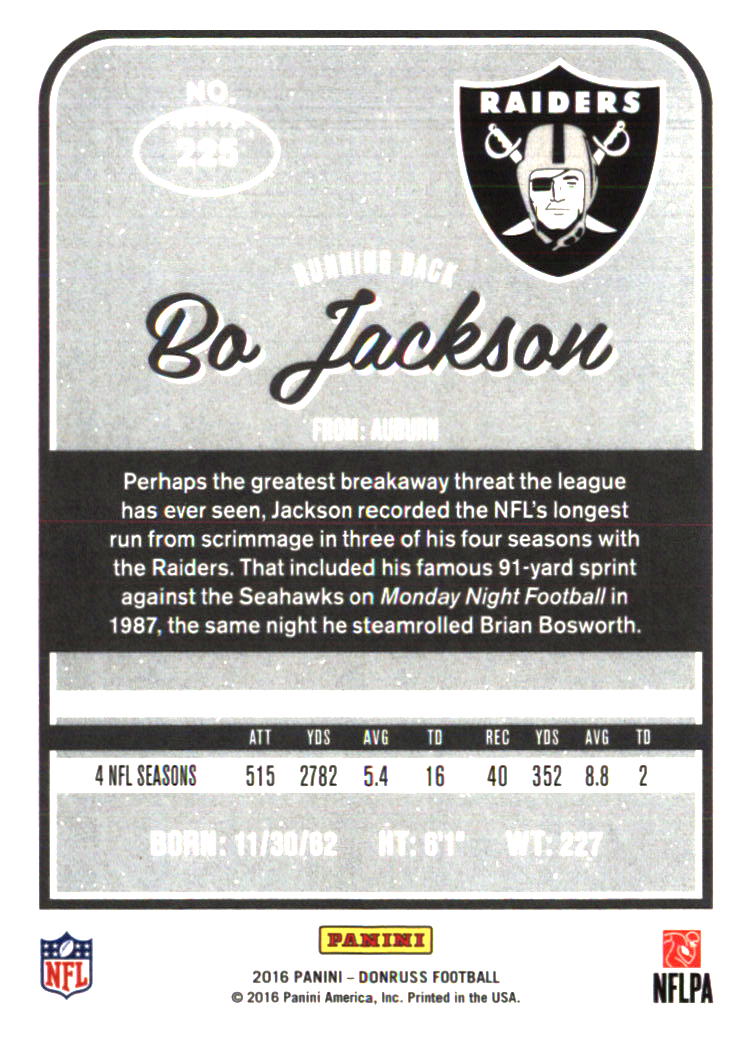 NO.
225
RAIDERS
RUNNING BACK
Bo Jackson
FROM: AUBURN
Perhaps the greatest breakaway threat the league
has ever seen, Jackson recorded the NFL's longest
run from scrimmage in three of his four seasons with
the Raiders. That included his famous 91-yard sprint
against the Seahawks on Monday Night Football in
1987, the same night he steamrolled Brian Bosworth.
ATT YDS AVG TD REC YDS AVG TD
4 NFL SEASONS 515 2782 5.4 16 40 352 8.8 2
BORN: 11/30/62 HT: 6'1" WT: 227
PANINI
NFL
2016 PANINI – DONRUSS FOOTBALL
© 2016 Panini America, Inc. Printed in the USA.
NFLPA